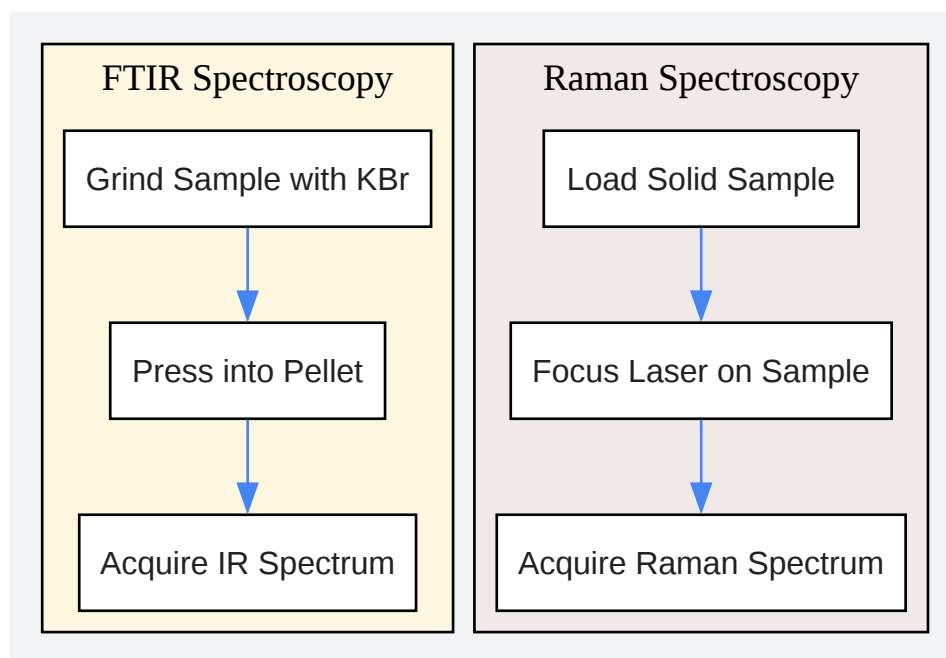 FTIR Spectroscopy
Grind Sample with KBr
Press into Pellet
Acquire IR Spectrum
Raman Spectroscopy
Load Solid Sample
Focus Laser on Sample
Acquire Raman Spectrum